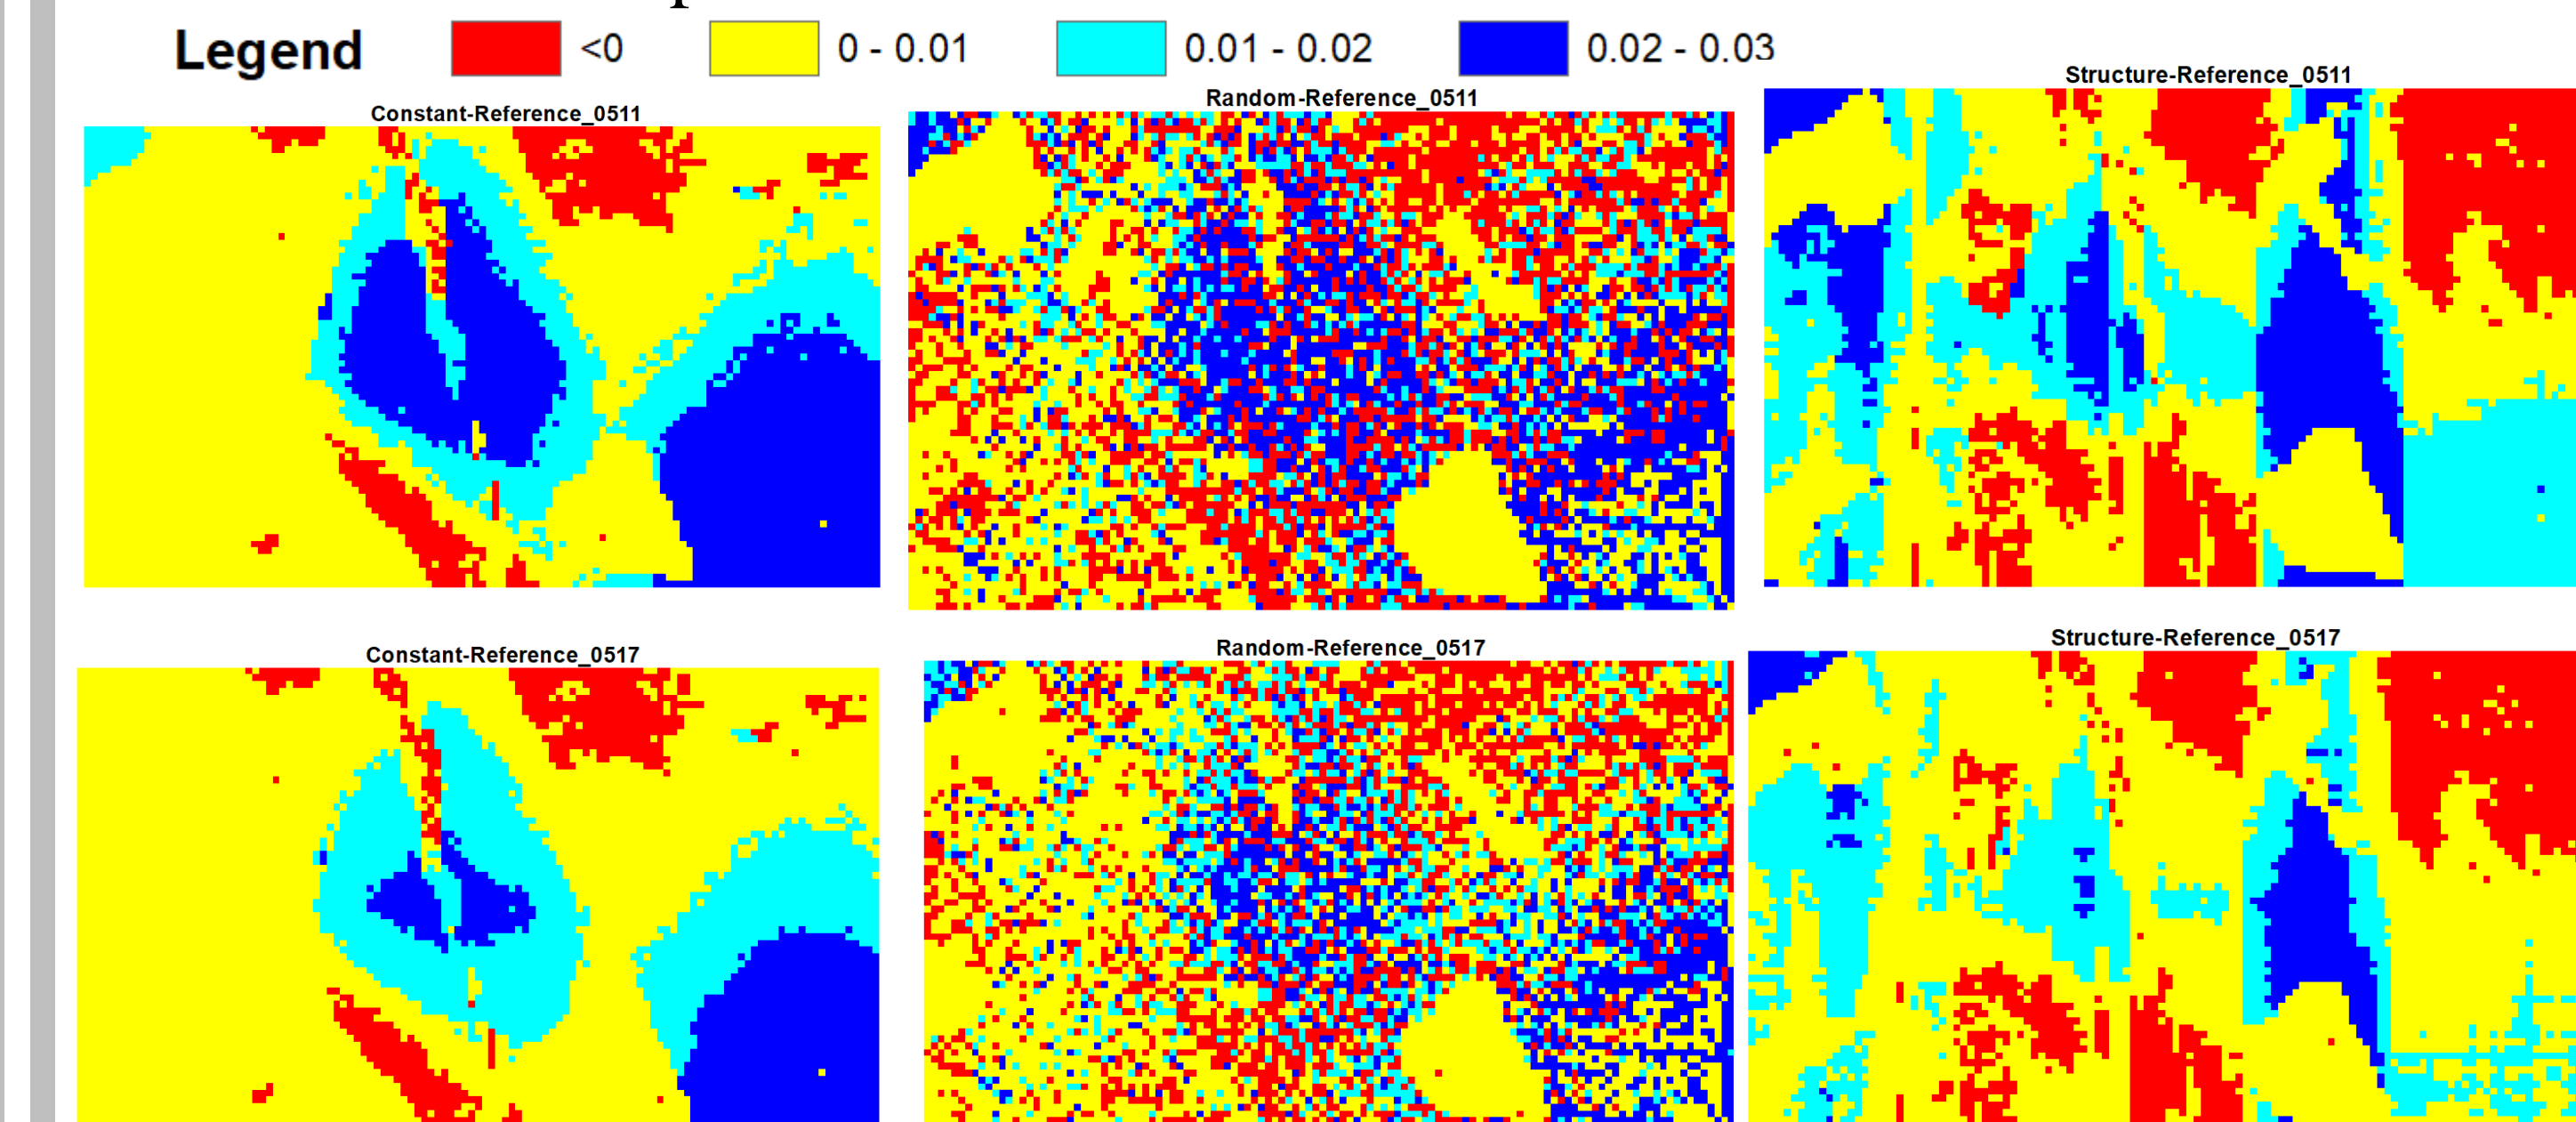 Legend <0 0 - 0.01 0.01 - 0.02 0.02 - 0.03
Constant-Reference_0511 Random-Reference_0511 Structure-Reference_0511
Constant-Reference_0517 Random-Reference_0517 Structure-Reference_0517